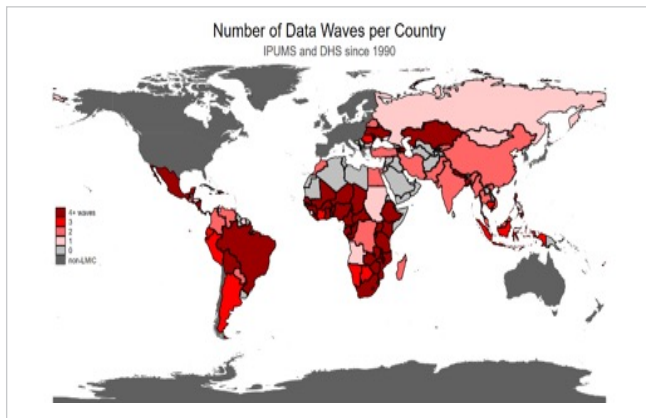 Number of Data Waves per Country
IPUMS and DHS since 1990
4+ waves
3
2
1
0
non-LMIC